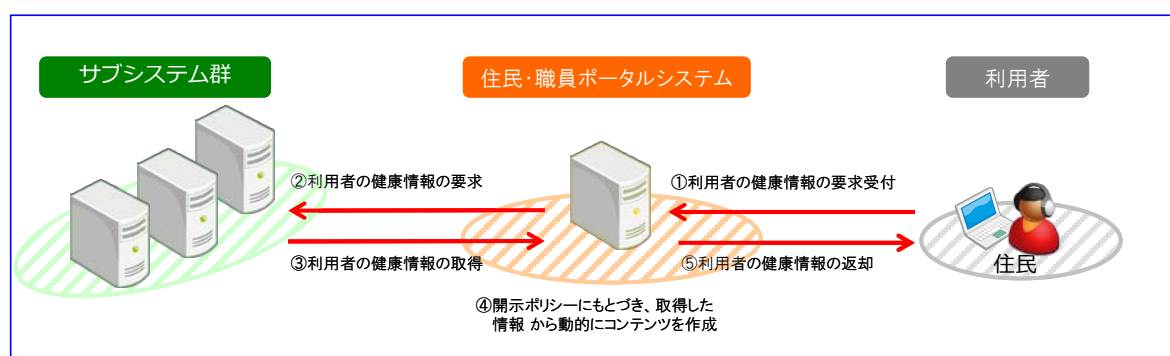 サブシステム群
住民・職員ポータルシステム
利用者
②利用者の健康情報の要求
①利用者の健康情報の要求受付
③利用者の健康情報の取得
⑤利用者の健康情報の返却
住民
④開示ポリシーにもとづき、取得した
情報 から動的にコンテンツを作成